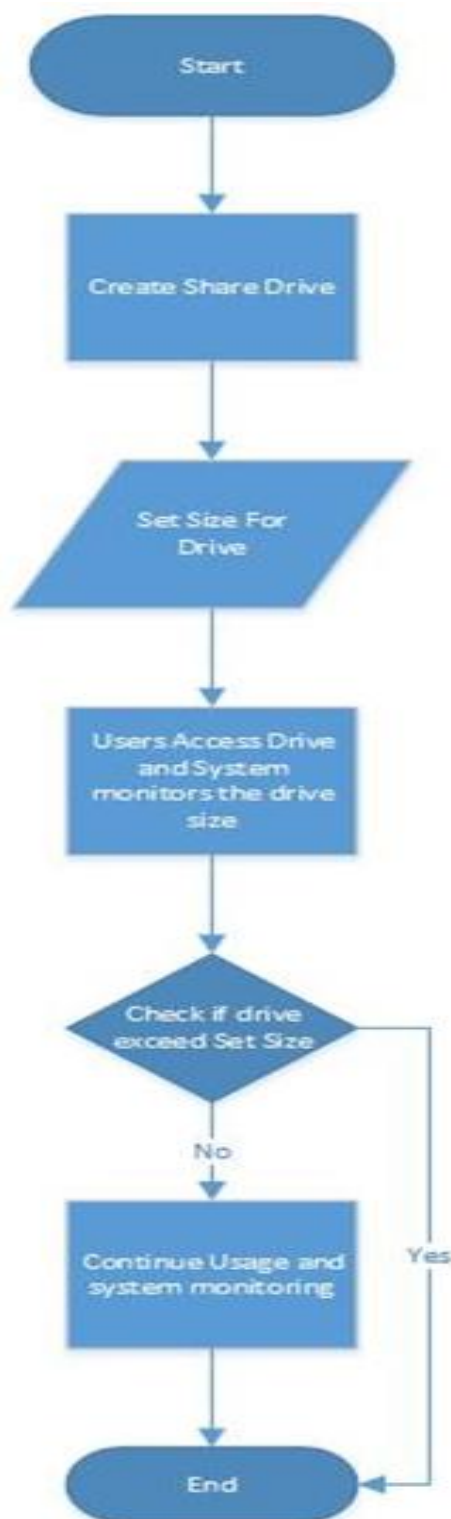 Start
Create Share Drive
Set Size For
Drive
Users Access Drive
and System
monitors the drive
size
Check if drive
exceed Set Size
No
Continue Usage and
system monitoring
Yes
End